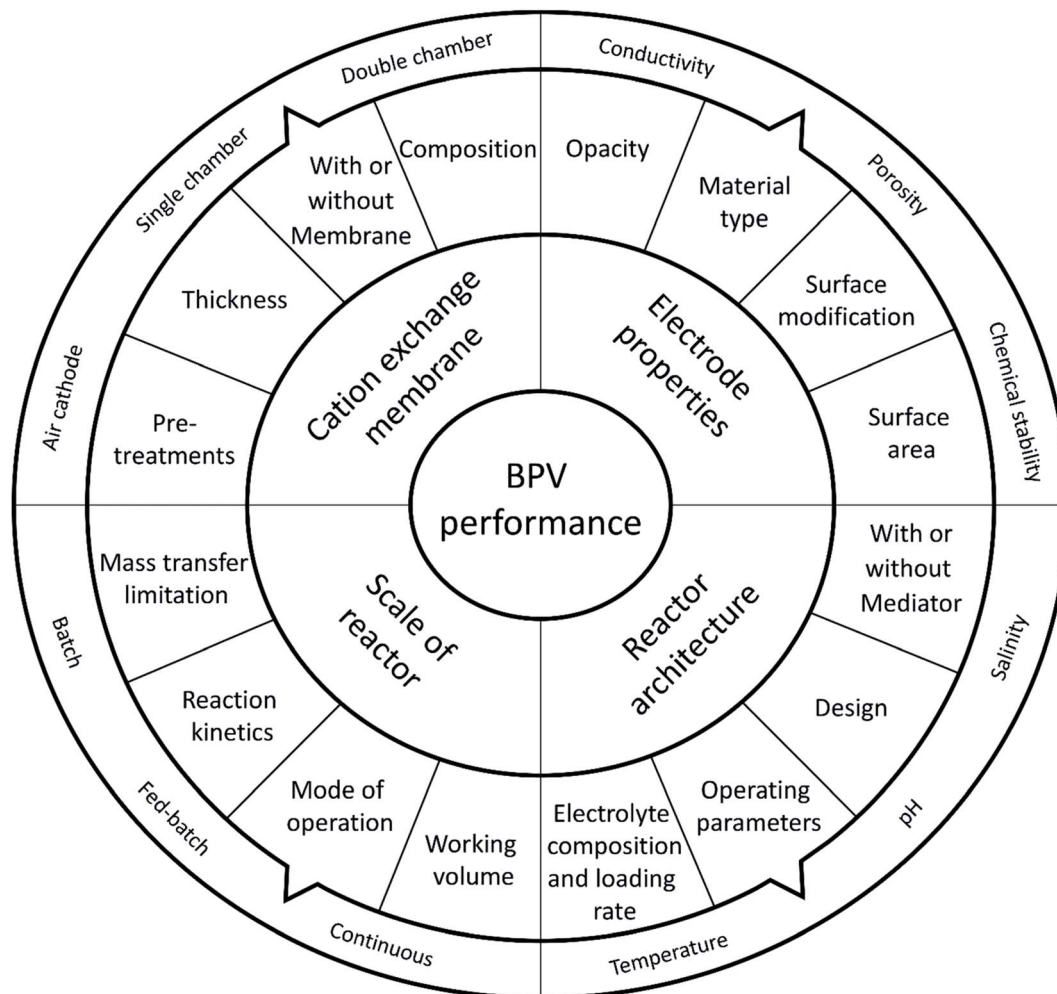 Double chamber
Conductivity
Single chamber
Porosity
Air cathode
Chemical stability
Composition
Opacity
With or
without
Membrane
Material
type
Thickness
Surface
modification
Pre-
treatments
Surface
area
Cation exchange
membrane
Electrode
properties
BPV
performance
Scale of
reactor
Reactor
architecture
Mass transfer
limitation
With or
without
Mediator
Reaction
kinetics
Design
Mode of
operation
Operating
parameters
Working
volume
Electrolyte
composition
and loading
rate
Batch
Salinity
Fed-batch
pH
Continuous
Temperature